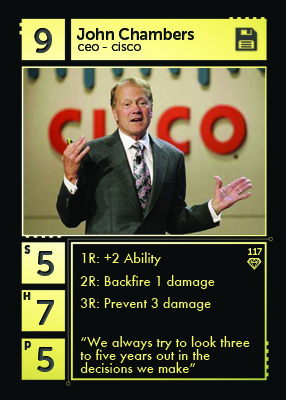 9
John Chambers
ceo - cisco
CISCO
S
5
H
7
P
5
117
1R: +2 Ability
2R: Backfire 1 damage
3R: Prevent 3 damage
“We always try to look three
to five years out in the
decisions we make”